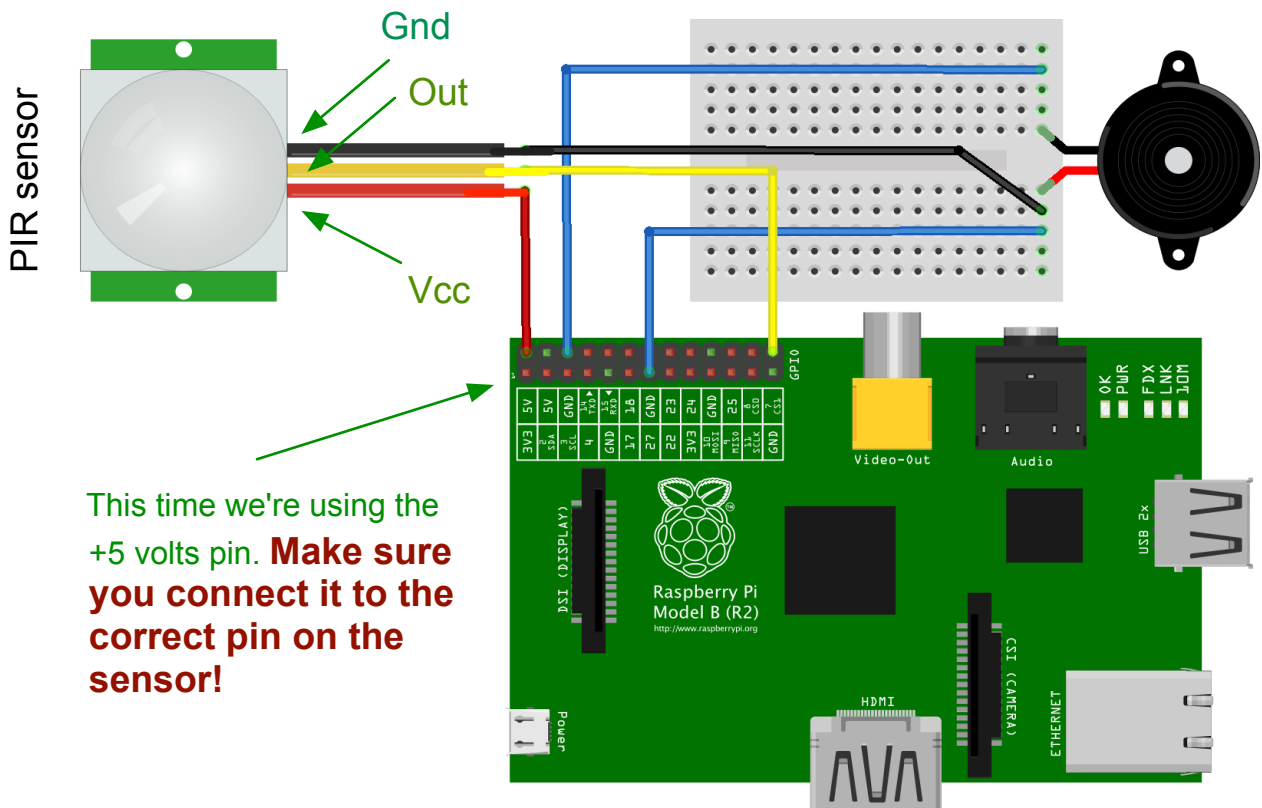 PIR sensor
Gnd
Out
Vcc
This time we're using the
+5 volts pin. Make sure
you connect it to the
correct pin on the
sensor!
1
GPIO
5V 5V GND 14 TXD 15 RXD 18 GND 23 24 GND 25 8 CS0 7 CS1
3V3 2 SDA 3 SCL 4 GND 17 27 22 3V3 10 MOSI 9 MISO 11 SCLK GND
Video-Out
Audio
OK
PWR
FDX
LNK
10M
USB 2x
DSI (DISPLAY)
TM
Raspberry Pi
Model B (R2)
http://www.raspberrypi.org
CSI (CAMERA)
ETHERNET
HDMI
Power